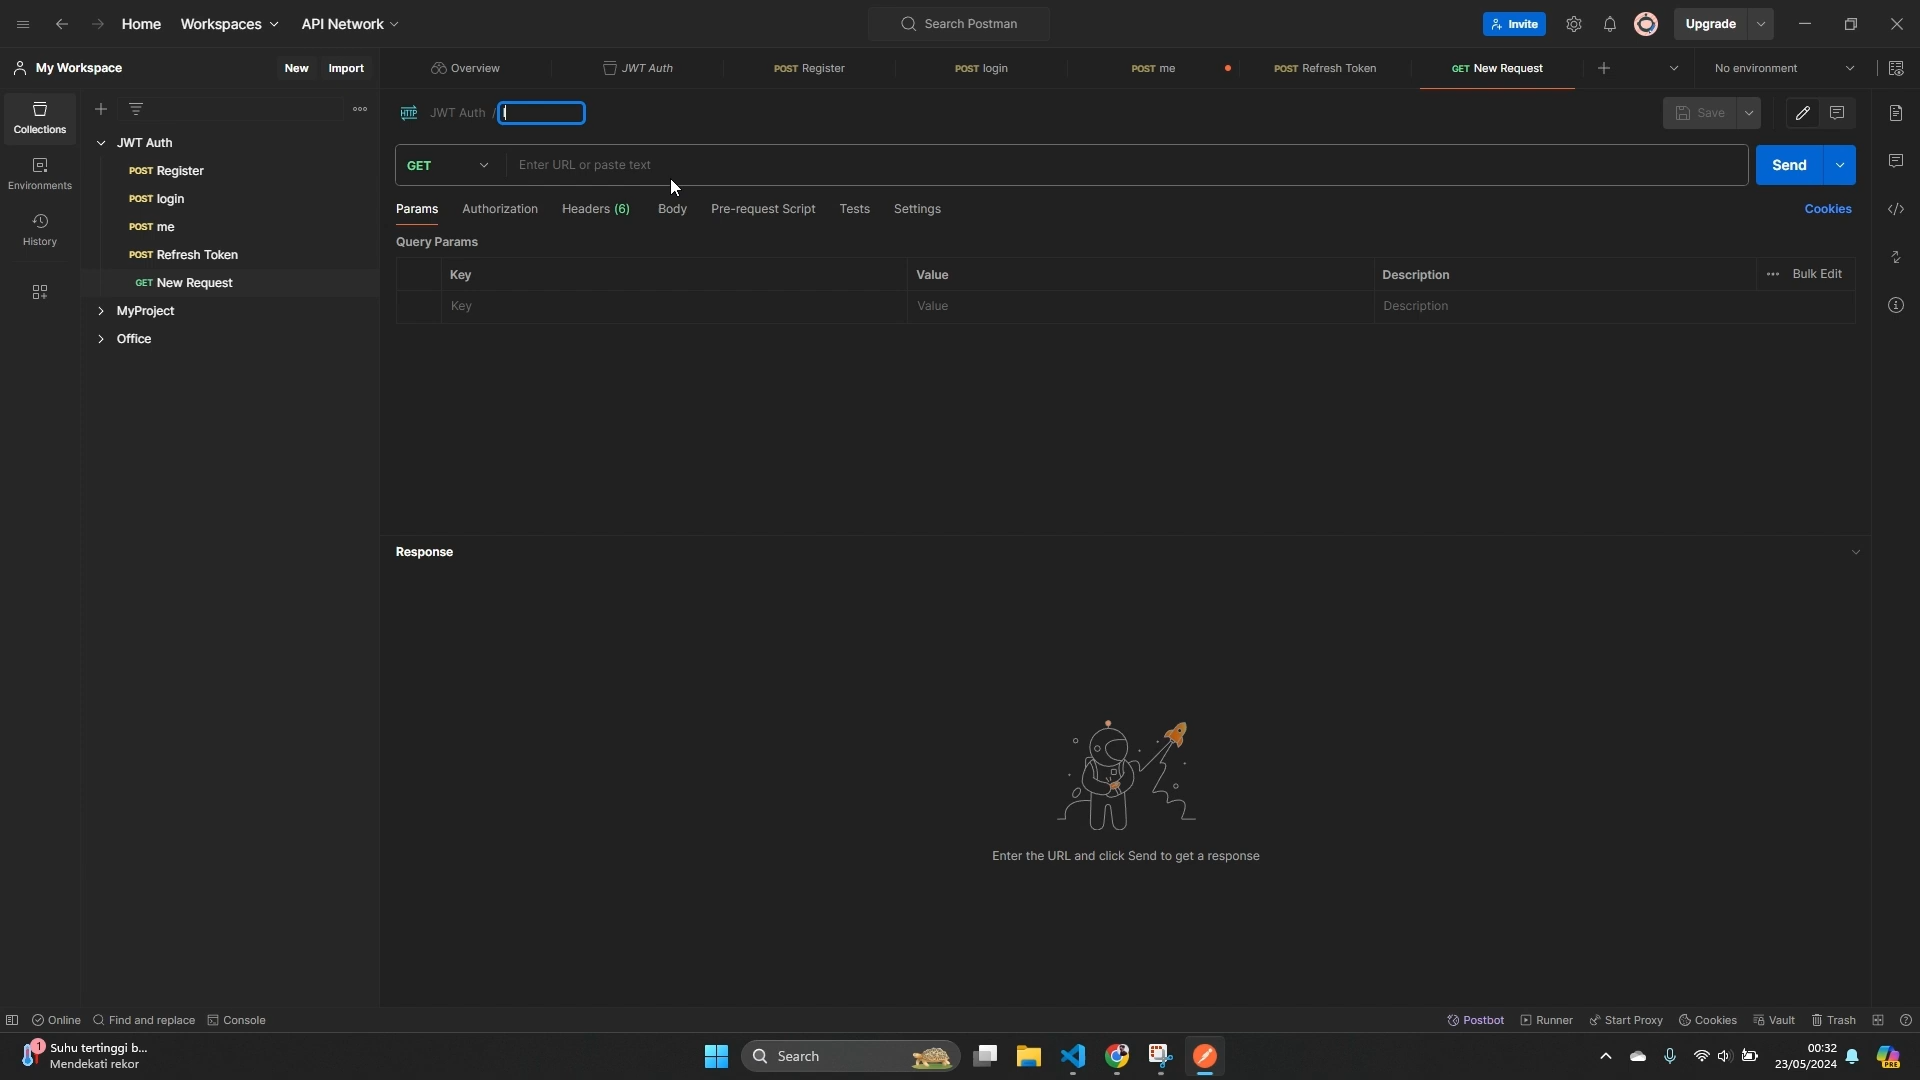 Home Workspaces API Network Search Postman Invite Upgrade
My Workspace New Import Overview JWT Auth POST Register POST login POST me POST Refresh Token GET New Request No environment
Collections
JWT Auth / l
Save
JWT Auth
POST Register
POST login
POST me
POST Refresh Token
GET New Request
MyProject
Office
Environments
History
GET Enter URL or paste text Send
Params Authorization Headers (6) Body Pre-request Script Tests Settings Cookies
Query Params
Key Value Description Bulk Edit
Key Value Description
Response
Enter the URL and click Send to get a response
Online Find and replace Console Postbot Runner Start Proxy Cookies Vault Trash
1
Suhu tertinggi b...
Mendekati rekor
Search
00:32
23/05/2024
PRE